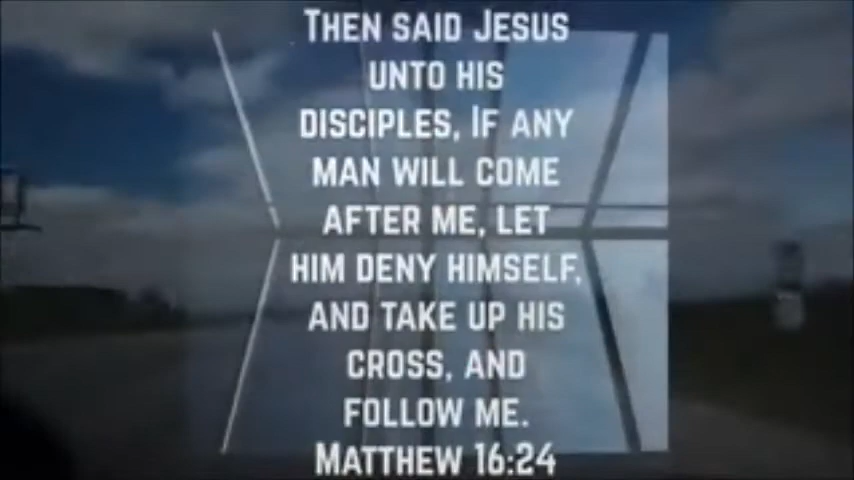 Then said Jesus
unto his
disciples, If any
man will come
after me, let
him deny himself,
and take up his
cross, and
follow me.
Matthew 16:24